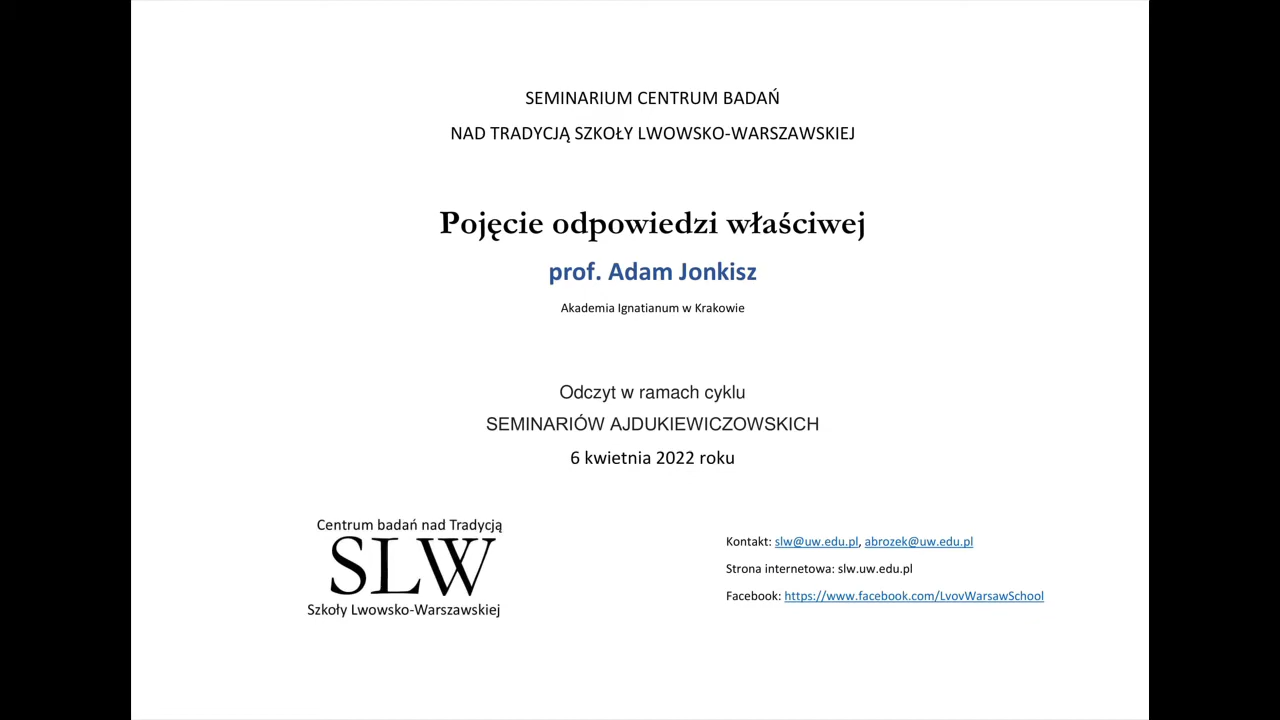 SEMINARIUM CENTRUM BADAŃ
NAD TRADYCJĄ SZKOŁY LWOWSKO-WARSZAWSKIEJ
Pojęcie odpowiedzi właściwej
prof. Adam Jonkisz
Akademia Ignatianum w Krakowie
Odczyt w ramach cyklu
SEMINARIÓW AJDUKIEWICZOWSKICH
6 kwietnia 2022 roku
Centrum badań nad Tradycją
SLW
Szkoły Lwowsko-Warszawskiej
Kontakt: slw@uw.edu.pl, abrozek@uw.edu.pl
Strona internetowa: slw.uw.edu.pl
Facebook: https://www.facebook.com/LvovWarsawSchool